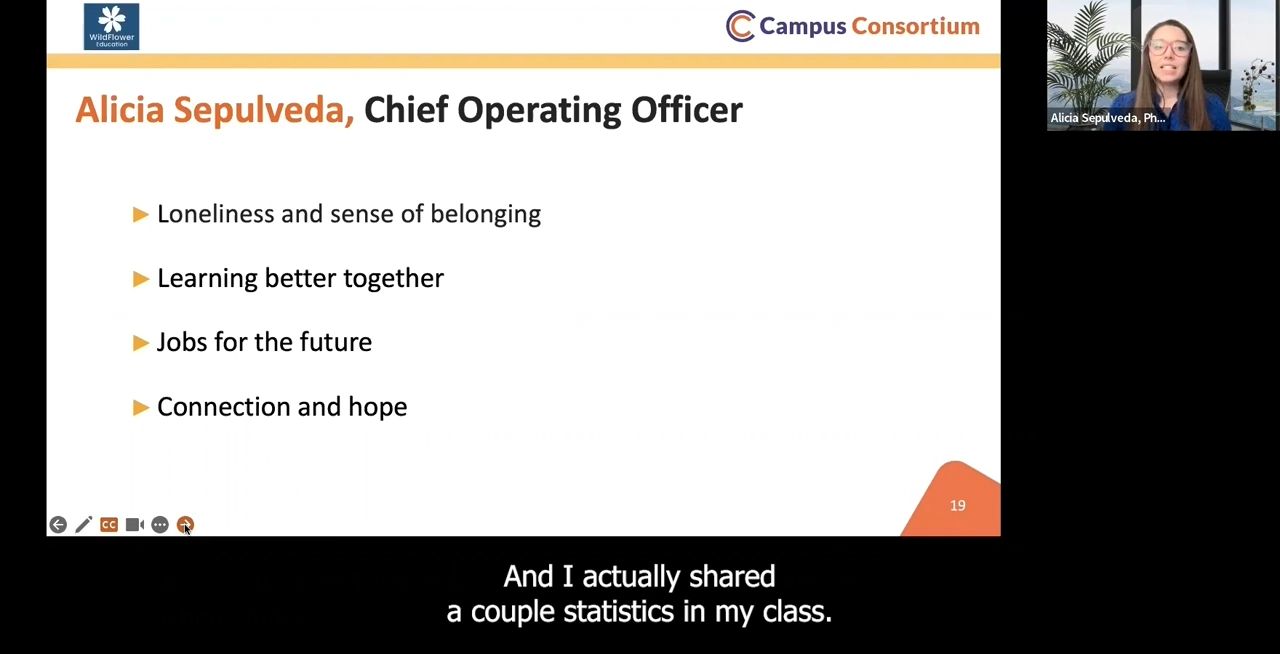 WildFlower
Education
Campus Consortium
Alicia Sepulveda, Chief Operating Officer
Loneliness and sense of belonging
Learning better together
Jobs for the future
Connection and hope
CC
19
Alicia Sepulveda, Ph...
And I actually shared
a couple statistics in my class.